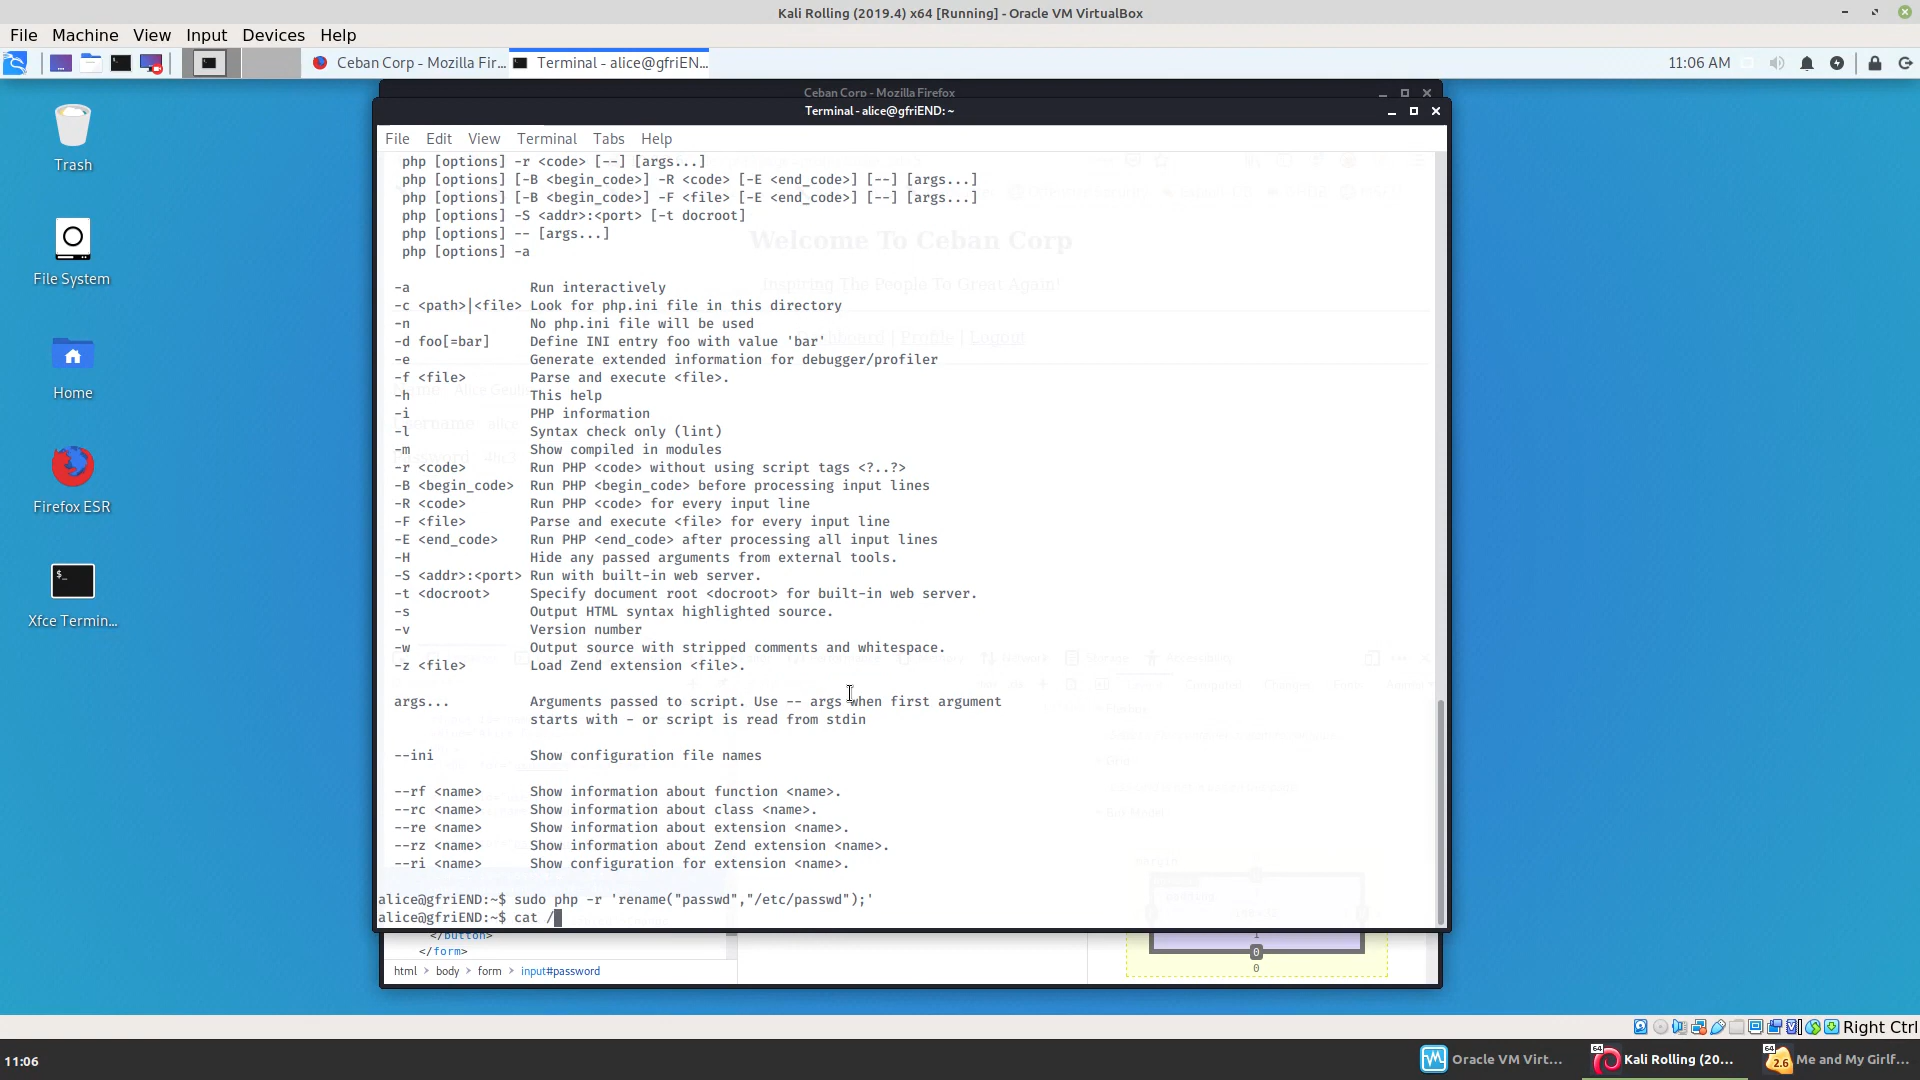 Kali Rolling (2019.4) x64 [Running] - Oracle VM VirtualBox
File Machine View Input Devices Help
Ceban Corp - Mozilla Fir...
Terminal - alice@gfriEN...
11:06 AM
Trash
File System
Home
Firefox ESR
Xfce Termin...
Ceban Corp - Mozilla Firefox
Terminal - alice@gfriEND: ~
File Edit View Terminal Tabs Help
php [options] -r <code> [--] [args...]
php [options] [-B <begin_code>] -R <code> [-E <end_code>] [--] [args...]
php [options] [-B <begin_code>] -F <file> [-E <end_code>] [--] [args...]
php [options] -S <addr>:<port> [-t docroot]
php [options] -- [args...]
php [options] -a
Welcome To Ceban Corp
Inspiring The People To Great Again!
Dashboard | Profile | Logout
-a Run interactively
-c <path>|<file> Look for php.ini file in this directory
-n No php.ini file will be used
-d foo[=bar] Define INI entry foo with value 'bar'
-e Generate extended information for debugger/profiler
-f <file> Parse and execute <file>.
-h This help
-i PHP information
-l Syntax check only (lint)
-m Show compiled in modules
-r <code> Run PHP <code> without using script tags <?..?>
-B <begin_code> Run PHP <begin_code> before processing input lines
-R <code> Run PHP <code> for every input line
-F <file> Parse and execute <file> for every input line
-E <end_code> Run PHP <end_code> after processing all input lines
-H Hide any passed arguments from external tools.
-S <addr>:<port> Run with built-in web server.
-t <docroot> Specify document root <docroot> for built-in web server.
-s Output HTML syntax highlighted source.
-v Version number
-w Output source with stripped comments and whitespace.
-z <file> Load Zend extension <file>.
args... Arguments passed to script. Use -- args when first argument
starts with - or script is read from stdin
--ini Show configuration file names
--rf <name> Show information about function <name>.
--rc <name> Show information about class <name>.
--re <name> Show information about extension <name>.
--rz <name> Show information about Zend extension <name>.
--ri <name> Show configuration for extension <name>.
alice@gfriEND:~$ sudo php -r 'rename("passwd","/etc/passwd");'
alice@gfriEND:~$ cat /
</button>
</form>
html > body > form > input#password
0
0
Right Ctrl
11:06
Oracle VM Virt...
Kali Rolling (20...
Me and My Girlf...